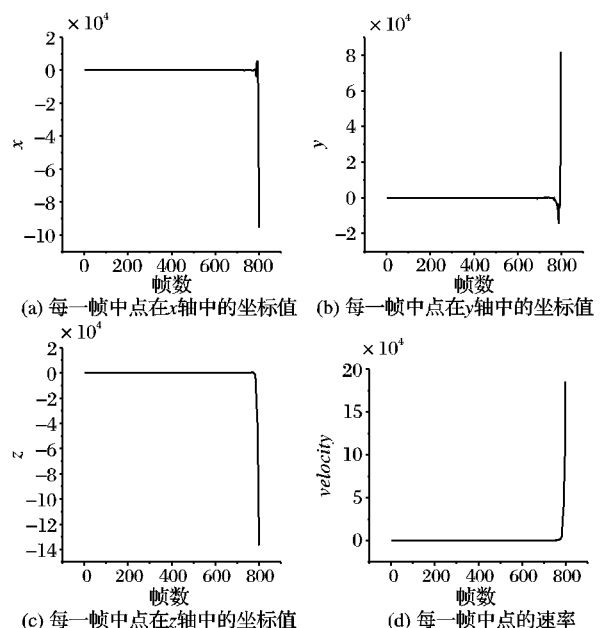 ×10⁴
2
0
−2
−4
−6
−8
−10
x
0 200 400 600 800
帧数
(a) 每一帧中点在x轴中的坐标值
×10⁴
8
6
4
2
0
−2
y
0 200 400 600 800
帧数
(b) 每一帧中点在y轴中的坐标值
×10⁴
2
0
−2
−4
−6
−8
−10
−12
−14
z
0 200 400 600 800
帧数
(c) 每一帧中点在z轴中的坐标值
×10⁴
20
15
10
5
0
velocity
0 200 400 600 800
帧数
(d) 每一帧中点的速率